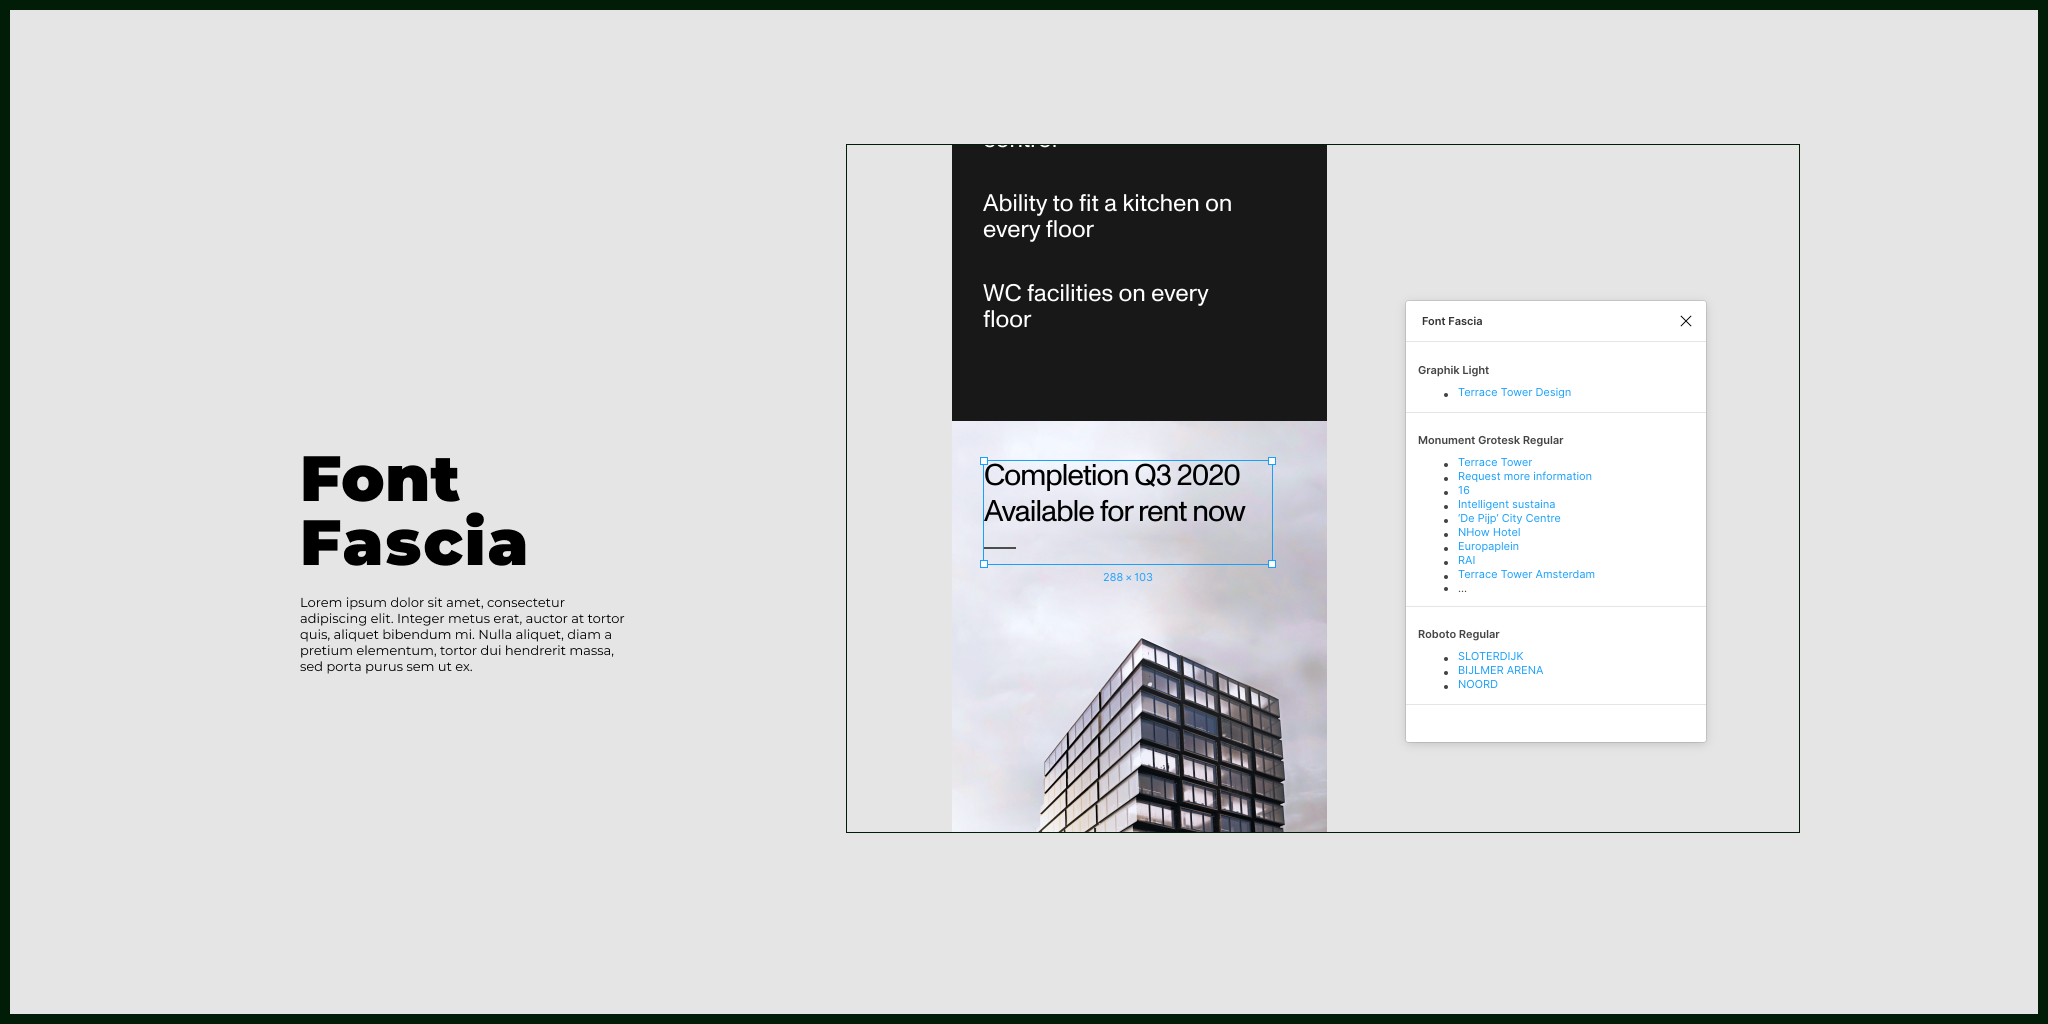 Font
Fascia
Lorem ipsum dolor sit amet, consectetur
adipiscing elit. Integer metus erat, auctor at tortor
quis, aliquet bibendum mi. Nulla aliquet, diam a
pretium elementum, tortor dui hendrerit massa,
sed porta purus sem ut ex.
Ability to fit a kitchen on
every floor
WC facilities on every
floor
Completion Q3 2020
Available for rent now
288 × 103
Font Fascia
Graphik Light
Terrace Tower Design
Monument Grotesk Regular
Terrace Tower
Request more information
16
Intelligent sustaina
'De Pijp' City Centre
NHow Hotel
Europaplein
RAI
Terrace Tower Amsterdam
...
Roboto Regular
SLOTERDIJK
BIJLMER ARENA
NOORD